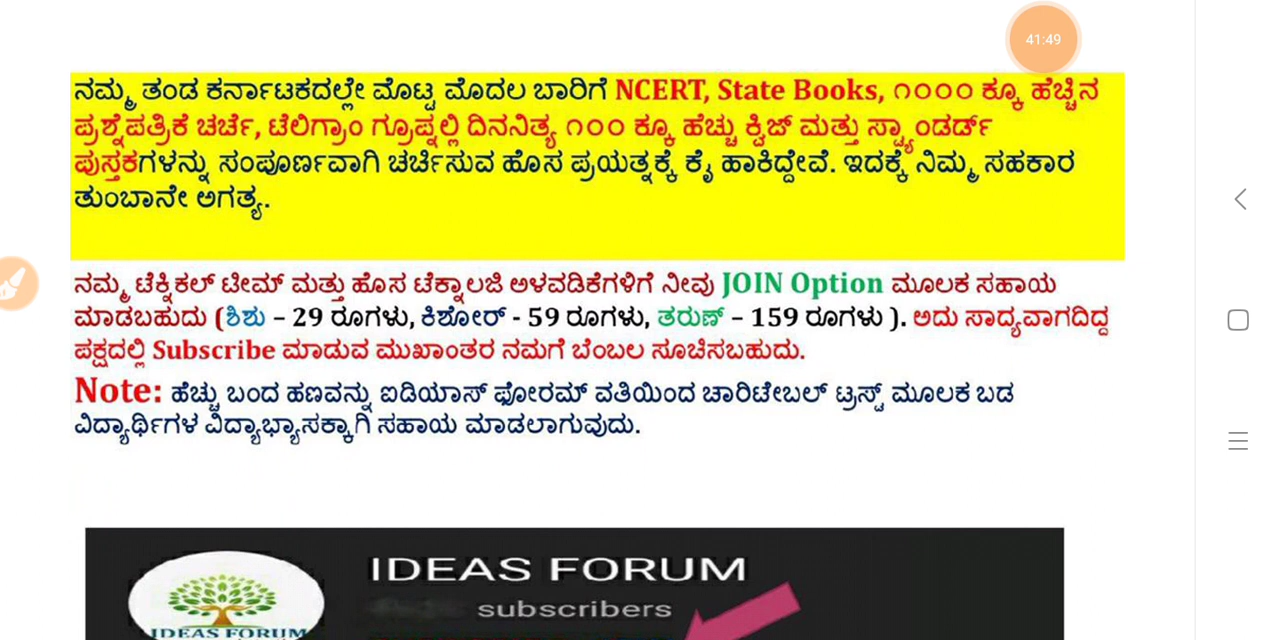 41:49
ನಮ್ಮ ತಂಡ ಕರ್ನಾಟಕದಲ್ಲೇ ಮೊಟ್ಟ ಮೊದಲ ಬಾರಿಗೆ NCERT, State Books, ೧೦೦೦ ಕ್ಕೂ ಹೆಚ್ಚಿನ
ಪ್ರಶ್ನೆಪತ್ರಿಕೆ ಚರ್ಚೆ, ಟೆಲಿಗ್ರಾಂ ಗ್ರೂಪ್ನಲ್ಲಿ ದಿನನಿತ್ಯ ೧೦೦ ಕ್ಕೂ ಹೆಚ್ಚು ಕ್ವಿಜ್ ಮತ್ತು ಸ್ಟ್ಯಾಂಡರ್ಡ್
ಪುಸ್ತಕಗಳನ್ನು ಸಂಪೂರ್ಣವಾಗಿ ಚರ್ಚಿಸುವ ಹೊಸ ಪ್ರಯತ್ನಕ್ಕೆ ಕೈ ಹಾಕಿದ್ದೇವೆ. ಇದಕ್ಕೆ ನಿಮ್ಮ ಸಹಕಾರ
ತುಂಬಾನೇ ಅಗತ್ಯ.
ನಮ್ಮ ಟೆಕ್ನಿಕಲ್ ಟೀಮ್ ಮತ್ತು ಹೊಸ ಟೆಕ್ನಾಲಜಿ ಅಳವಡಿಕೆಗಳಿಗೆ ನೀವು JOIN Option ಮೂಲಕ ಸಹಾಯ
ಮಾಡಬಹುದು (ಶಿಶು – 29 ರೂಗಳು, ಕಿಶೋರ್ - 59 ರೂಗಳು, ತರುಣ್ – 159 ರೂಗಳು ). ಅದು ಸಾದ್ಯವಾಗದಿದ್ದ
ಪಕ್ಷದಲ್ಲಿ Subscribe ಮಾಡುವ ಮುಖಾಂತರ ನಮಗೆ ಬೆಂಬಲ ಸೂಚಿಸಬಹುದು.
Note: ಹೆಚ್ಚು ಬಂದ ಹಣವನ್ನು ಐಡಿಯಾಸ್ ಫೋರಮ್ ವತಿಯಿಂದ ಚಾರಿಟೇಬಲ್ ಟ್ರಸ್ಟ್ ಮೂಲಕ ಬಡ
ವಿದ್ಯಾರ್ಥಿಗಳ ವಿದ್ಯಾಭ್ಯಾಸಕ್ಕಾಗಿ ಸಹಾಯ ಮಾಡಲಾಗುವುದು.
IDEAS FORUM
subscribers
IDEAS FORUM